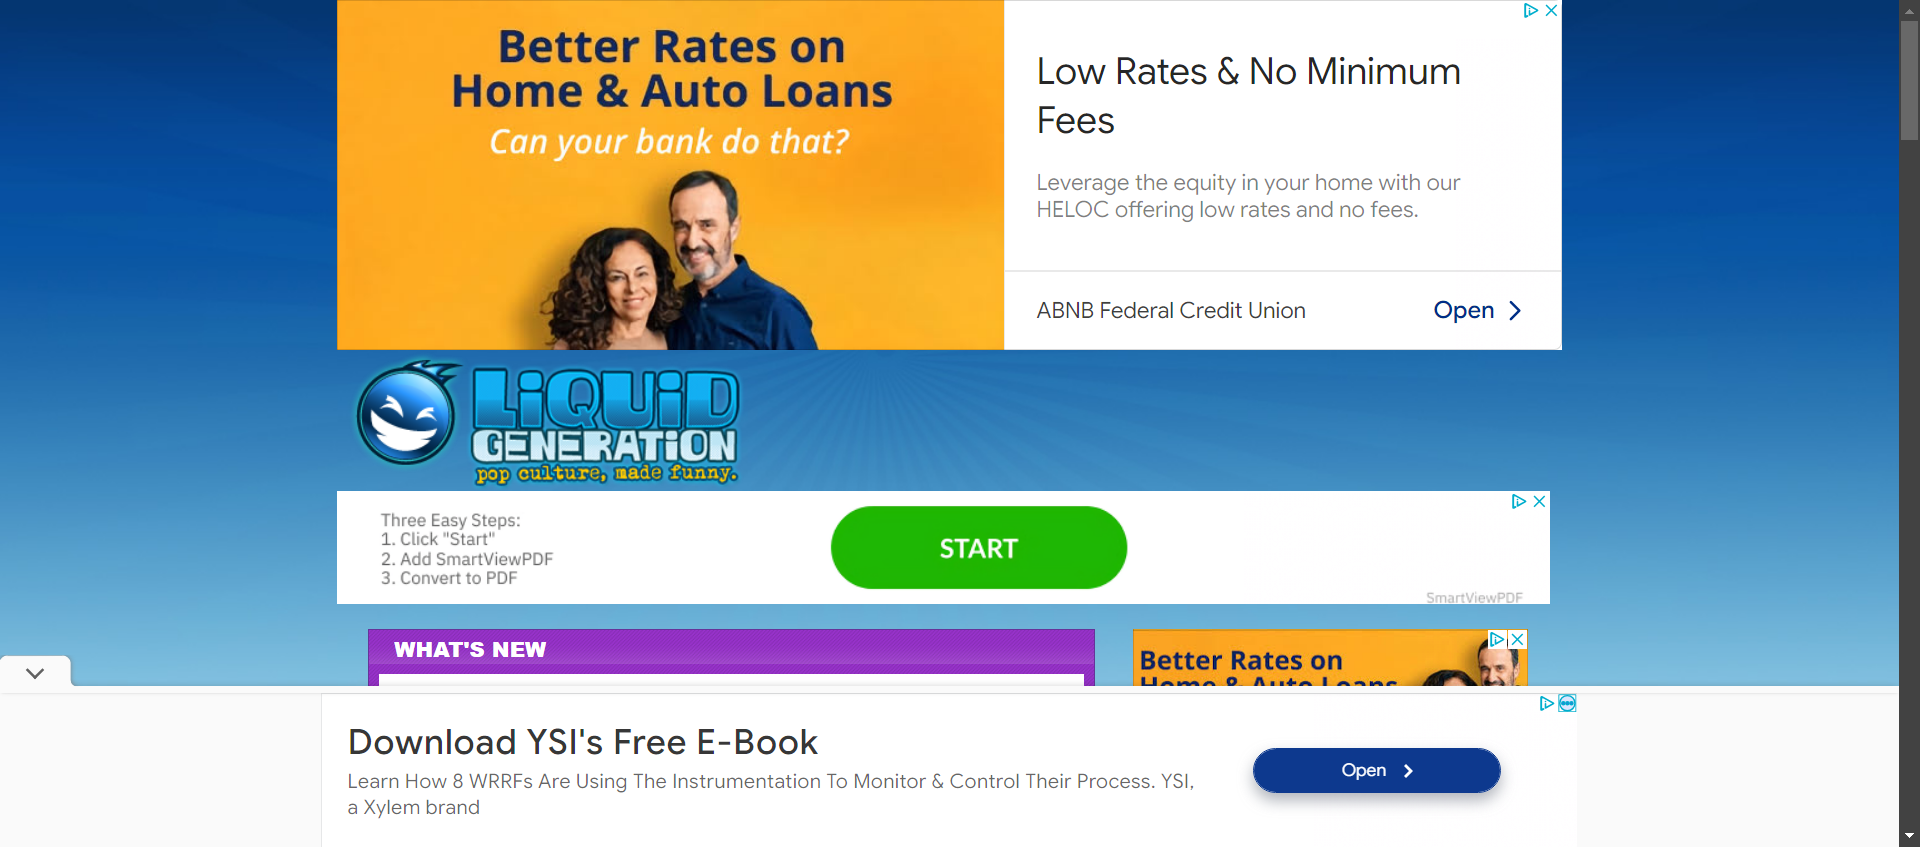 Better Rates on
Home & Auto Loans
Can your bank do that?
Low Rates & No Minimum
Fees
Leverage the equity in your home with our
HELOC offering low rates and no fees.
ABNB Federal Credit Union
Open
LiQUiD
GENERATiON
pop culture, made funny.
Three Easy Steps:
1. Click "Start"
2. Add SmartViewPDF
3. Convert to PDF
START
SmartViewPDF
WHAT'S NEW
Better Rates on
Home & Auto Loans
Download YSI's Free E-Book
Learn How 8 WRRFs Are Using The Instrumentation To Monitor & Control Their Process. YSI,
a Xylem brand
Open